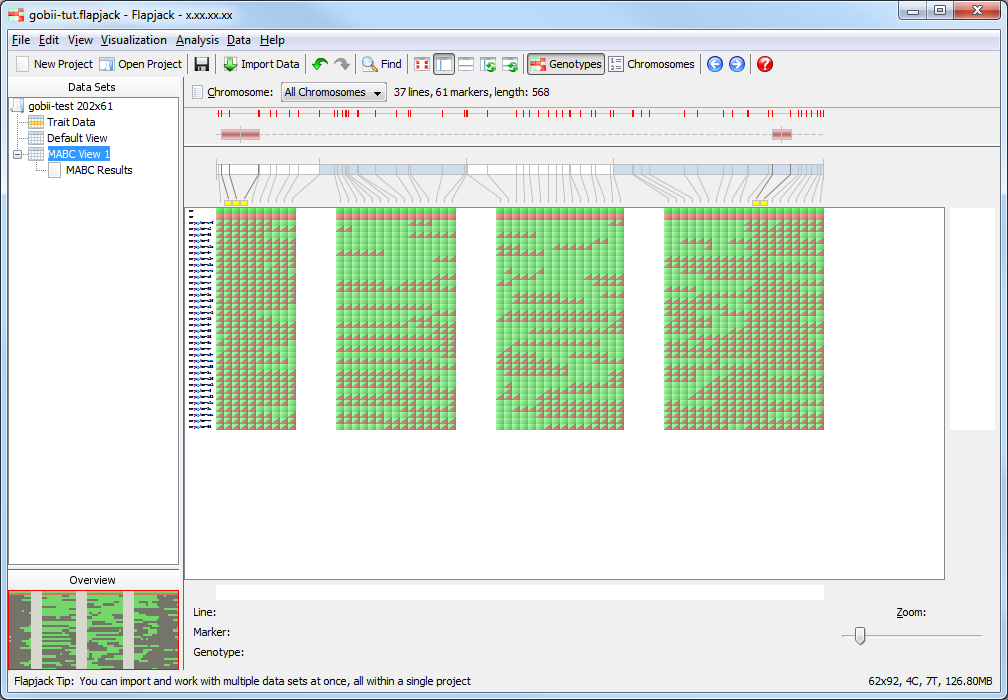 gobii-tut.flapjack - Flapjack - x.xx.xx.xx
File Edit View Visualization Analysis Data Help
New Project Open Project Import Data Find Genotypes Chromosomes
Data Sets
gobii-test 202x61
Trait Data
Default View
MABC View 1
MABC Results
Chromosome: All Chromosomes 37 lines, 61 markers, length: 568
Overview
Line:
Marker:
Genotype:
Zoom:
Flapjack Tip: You can import and work with multiple data sets at once, all within a single project
62x92, 4C, 7T, 126.80MB